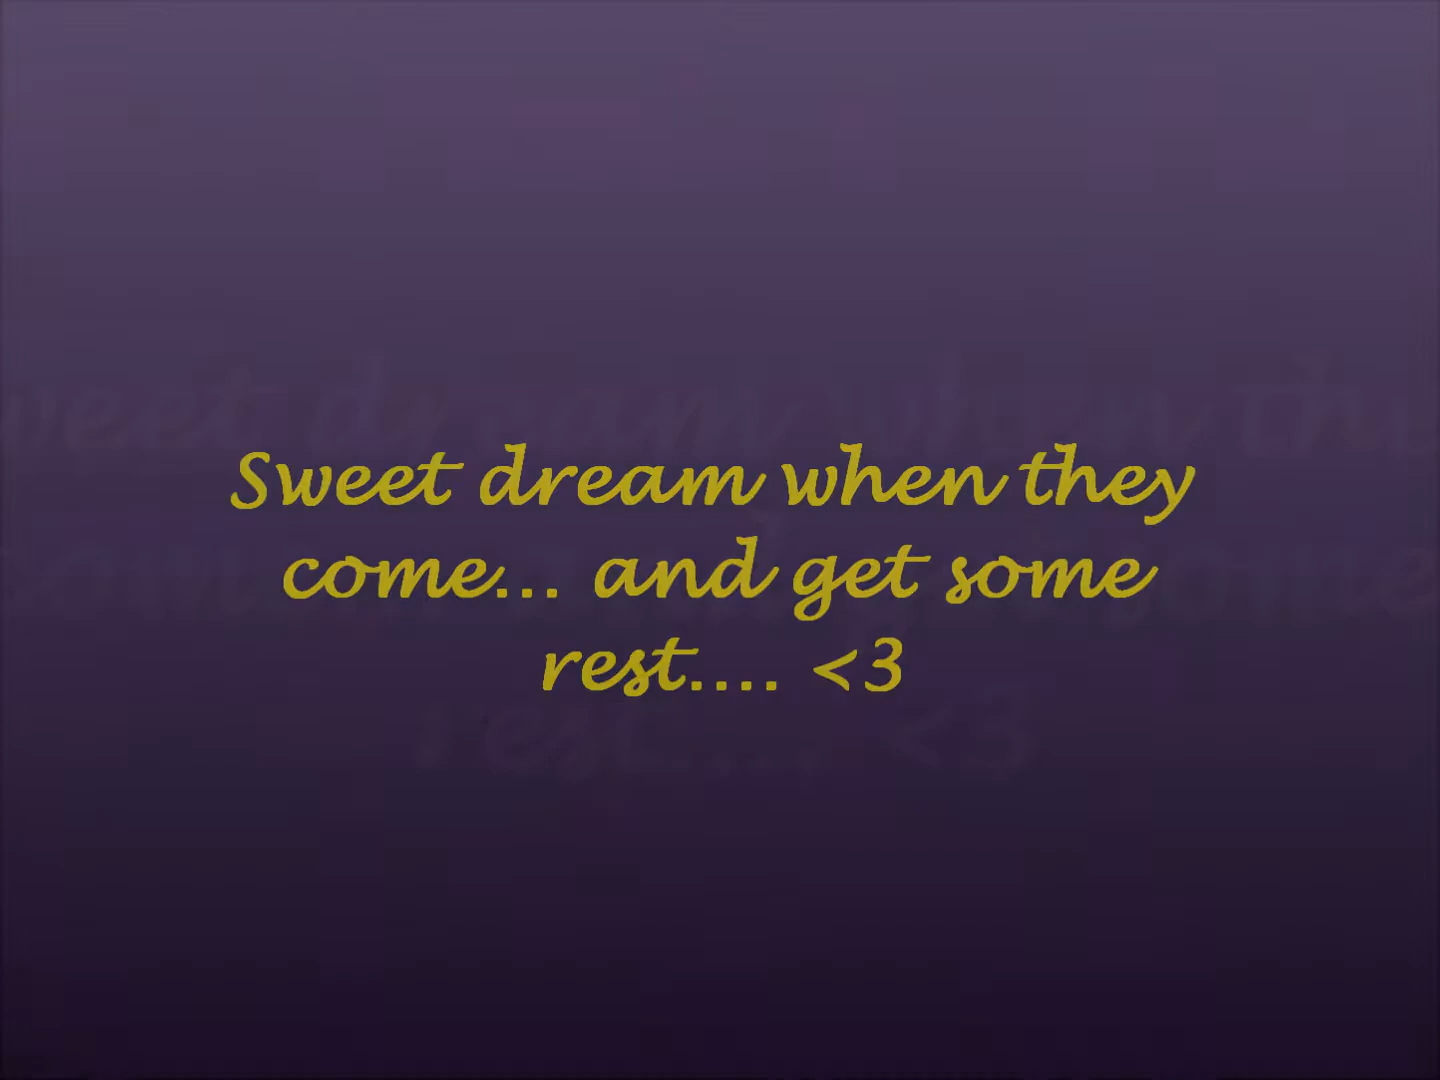 Sweet dream when they
come... and get some
rest.... <3